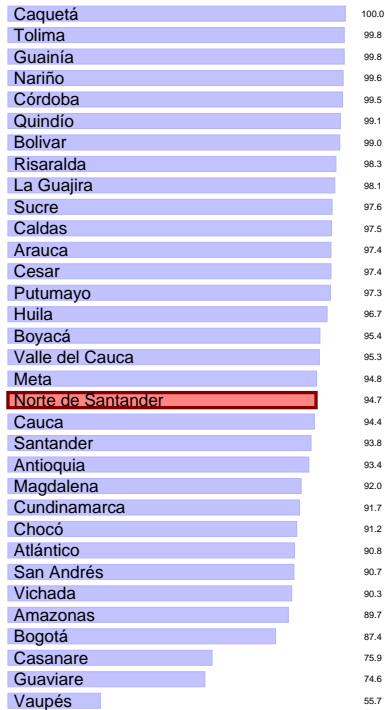 Caquetá 100.0
Tolima 99.8
Guainía 99.8
Nariño 99.6
Córdoba 99.5
Quindío 99.1
Bolivar 99.0
Risaralda 98.3
La Guajira 98.1
Sucre 97.6
Caldas 97.5
Arauca 97.4
Cesar 97.4
Putumayo 97.3
Huila 96.7
Boyacá 95.4
Valle del Cauca 95.3
Meta 94.8
Norte de Santander 94.7
Cauca 94.4
Santander 93.8
Antioquia 93.4
Magdalena 92.0
Cundinamarca 91.7
Chocó 91.2
Atlántico 90.8
San Andrés 90.7
Vichada 90.3
Amazonas 89.7
Bogotá 87.4
Casanare 75.9
Guaviare 74.6
Vaupés 55.7